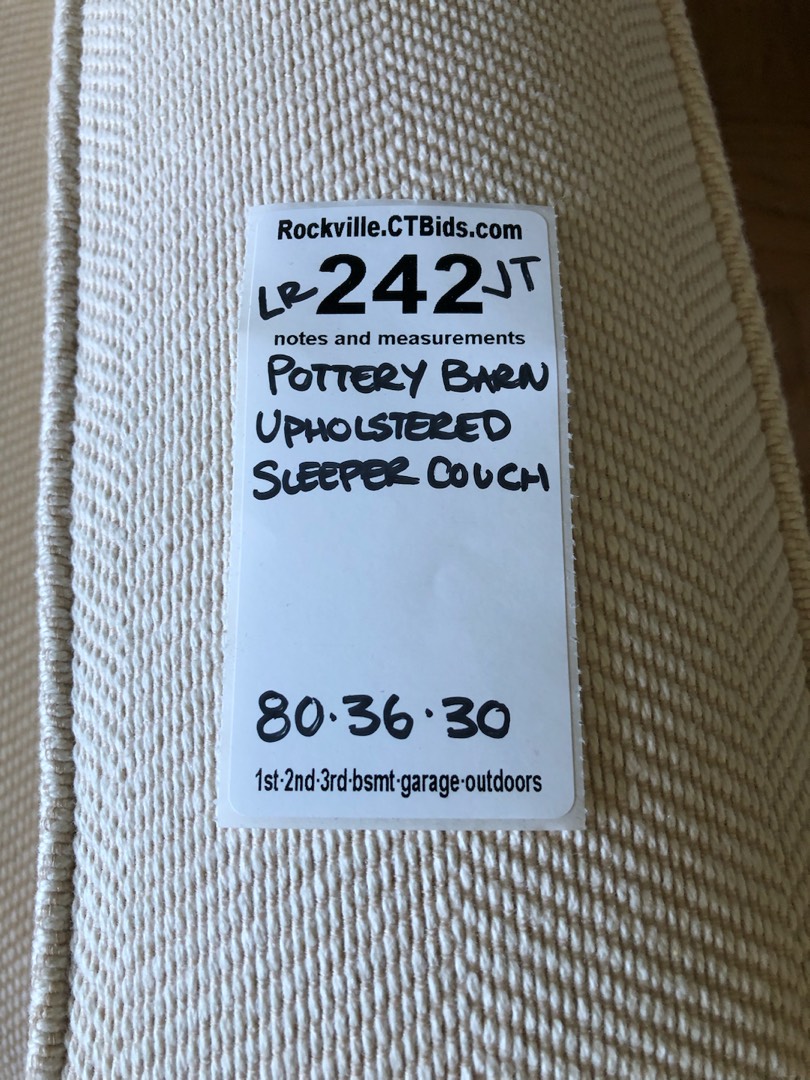 Rockville.CTBids.com
LR 242 JT
notes and measurements
POTTERY BARN
UPHOLSTERED
SLEEPER COUCH
80·36·30
1st·2nd·3rd·bsmt·garage·outdoors